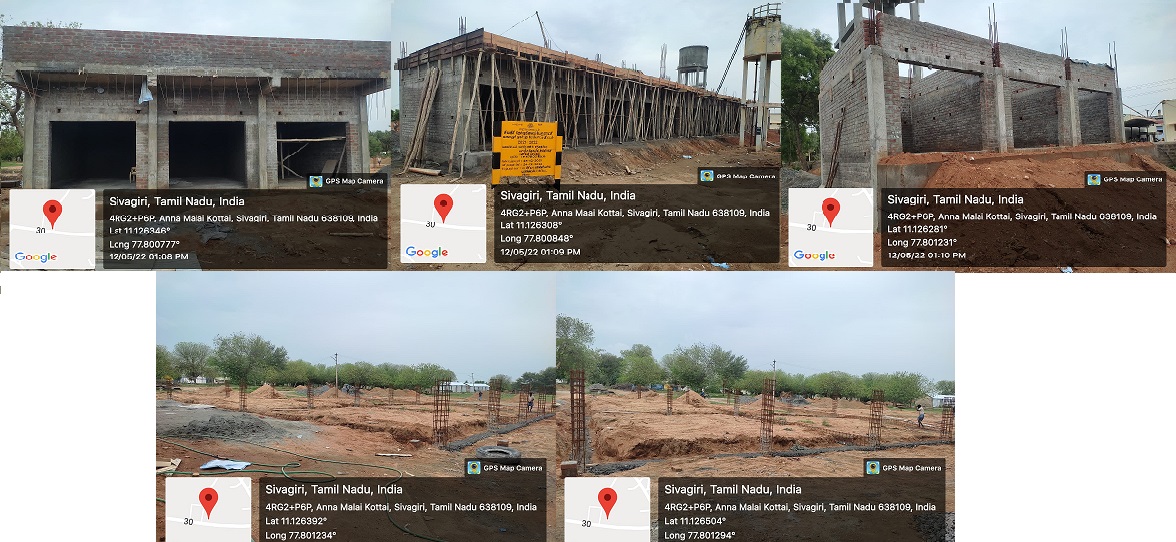 GPS Map Camera
Sivagiri, Tamil Nadu, India
4RG2+P6P, Anna Malai Kottai, Sivagiri, Tamil Nadu 638109, India
Lat 11.126346°
Long 77.800777°
12/05/22 01:08 PM
30
Google
GPS Map Camera
Sivagiri, Tamil Nadu, India
4RG2+P6P, Anna Malai Kottai, Sivagiri, Tamil Nadu 638109, India
Lat 11.126308°
Long 77.800848°
12/05/22 01:09 PM
Google
2021 - 2022
GPS Map Camera
Sivagiri, Tamil Nadu, India
4RG2+P6P, Anna Malai Kottai, Sivagiri, Tamil Nadu 638109, India
Lat 11.126281°
Long 77.801231°
12/05/22 01:10 PM
30
Google
GPS Map Camera
Sivagiri, Tamil Nadu, India
4RG2+P6P, Anna Malai Kottai, Sivagiri, Tamil Nadu 638109, India
Lat 11.126392°
Long 77.801234°
30
GPS Map Camera
Sivagiri, Tamil Nadu, India
4RG2+P6P, Anna Malai Kottai, Sivagiri, Tamil Nadu 638109, India
Lat 11.126504°
Long 77.801294°
30